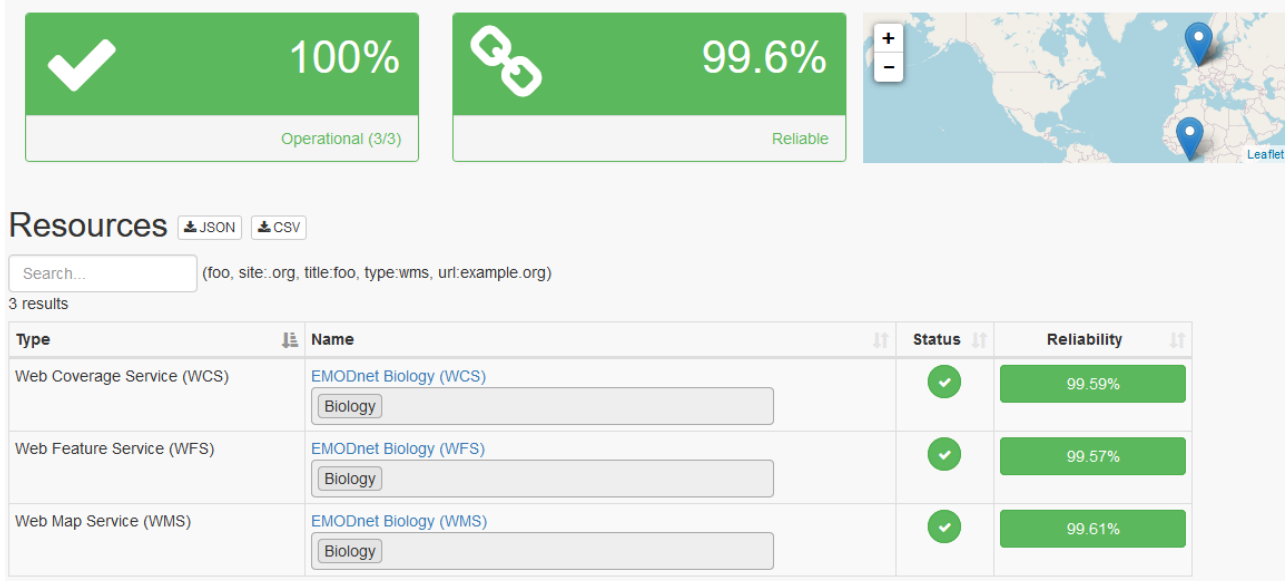 100%
Operational (3/3)
99.6%
Reliable
+
−
Leaflet
Resources JSON CSV
Search... (foo, site:.org, title:foo, type:wms, url:example.org)
3 results
Type Name Status Reliability
Web Coverage Service (WCS) EMODnet Biology (WCS) 99.59%
Biology
Web Feature Service (WFS) EMODnet Biology (WFS) 99.57%
Biology
Web Map Service (WMS) EMODnet Biology (WMS) 99.61%
Biology